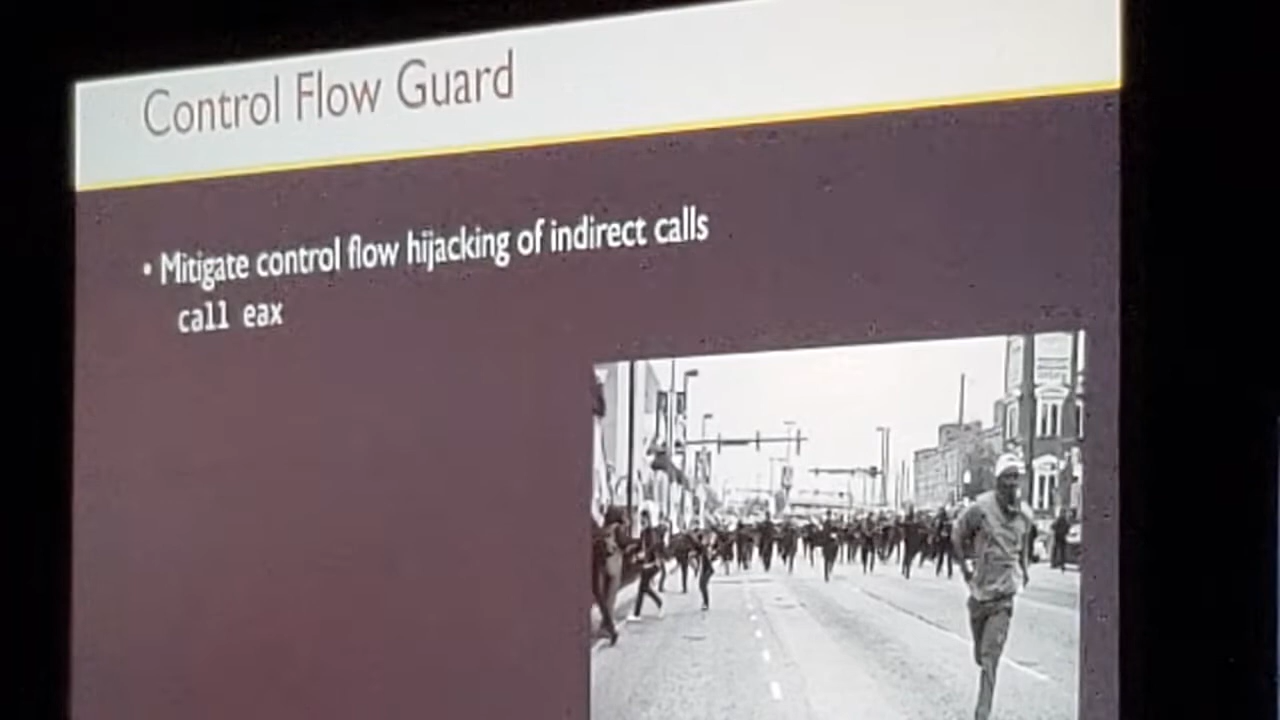 Control Flow Guard
• Mitigate control flow hijacking of indirect calls
call eax